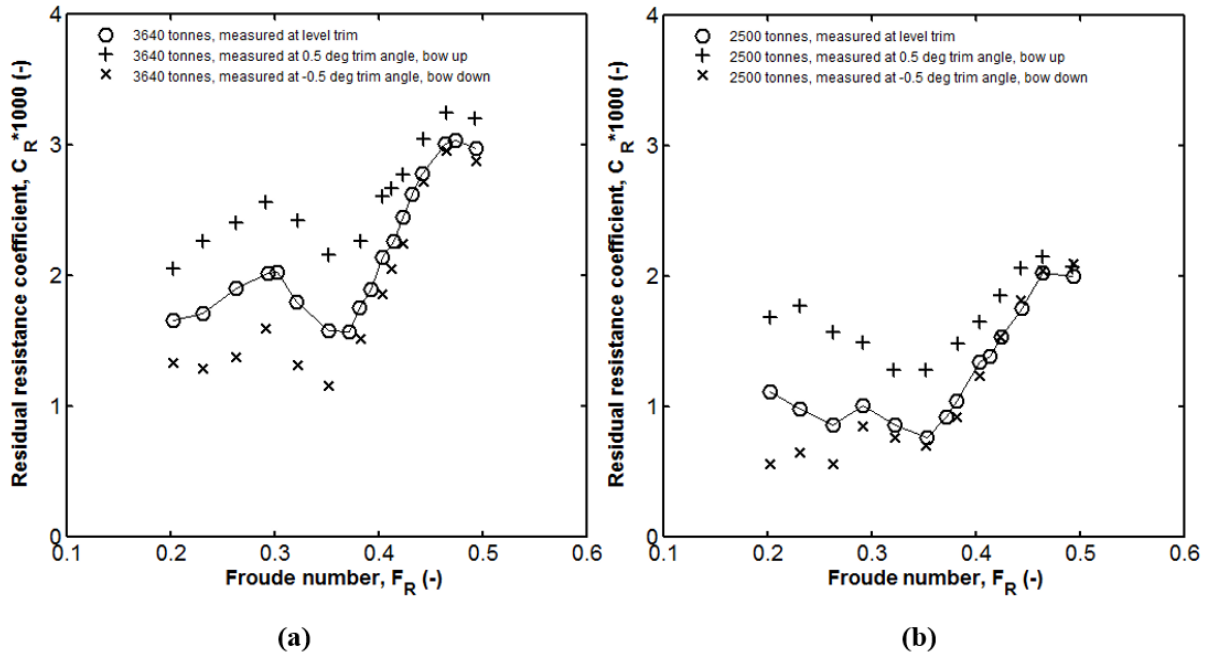 3640 tonnes, measured at level trim
3640 tonnes, measured at 0.5 deg trim angle, bow up
3640 tonnes, measured at -0.5 deg trim angle, bow down
Residual resistance coefficient, C R *1000 (-)
4
3
2
1
0
0.1 0.2 0.3 0.4 0.5 0.6
Froude number, F R (-)
(a)
2500 tonnes, measured at level trim
2500 tonnes, measured at 0.5 deg trim angle, bow up
2500 tonnes, measured at -0.5 deg trim angle, bow down
Residual resistance coefficient, C R *1000 (-)
4
3
2
1
0
0.1 0.2 0.3 0.4 0.5 0.6
Froude number, F R (-)
(b)